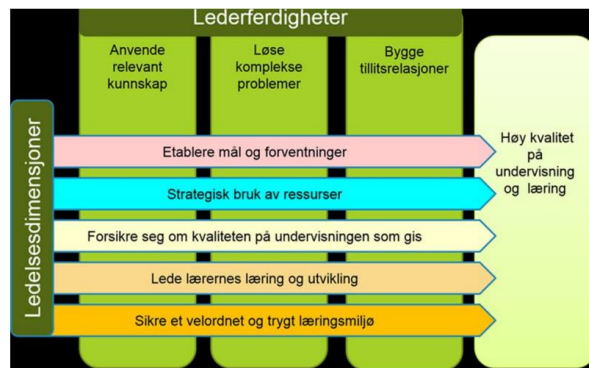 Lederferdigheter
Anvende
relevant
kunnskap
Løse
komplekse
problemer
Bygge
tillitsrelasjoner
Ledelsesdimensjoner
Etablere mål og forventninger
Strategisk bruk av ressurser
Forsikre seg om kvaliteten på undervisningen som gis
Lede lærernes læring og utvikling
Sikre et velordnet og trygt læringsmiljø
Høy kvalitet
på
undervisning
og læring